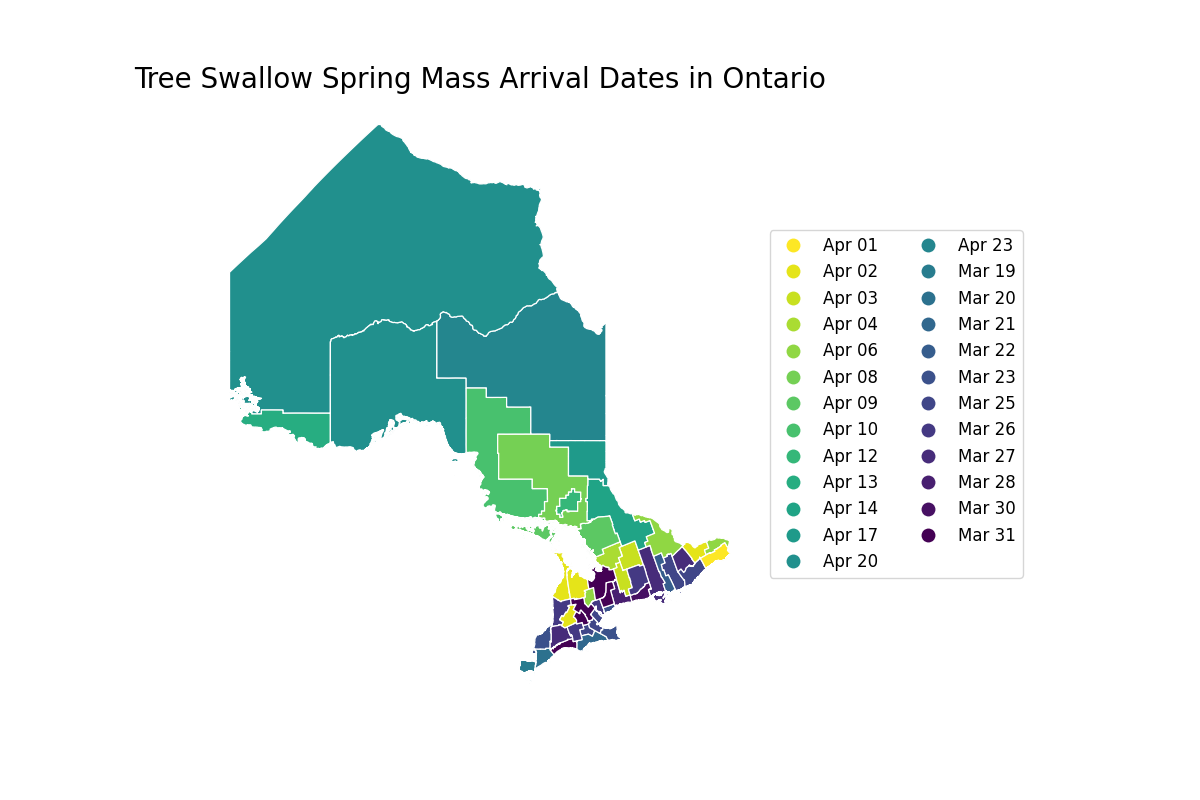 Tree Swallow Spring Mass Arrival Dates in Ontario
Apr 01
Apr 02
Apr 03
Apr 04
Apr 06
Apr 08
Apr 09
Apr 10
Apr 12
Apr 13
Apr 14
Apr 17
Apr 20
Apr 23
Mar 19
Mar 20
Mar 21
Mar 22
Mar 23
Mar 25
Mar 26
Mar 27
Mar 28
Mar 30
Mar 31